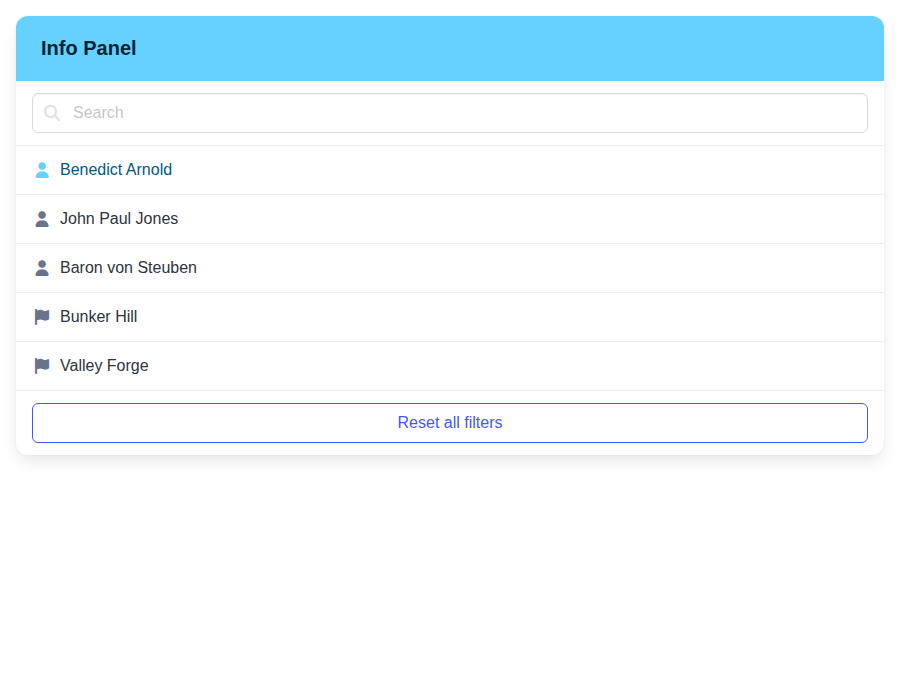 Info Panel
Search
Benedict Arnold
John Paul Jones
Baron von Steuben
Bunker Hill
Valley Forge
Reset all filters